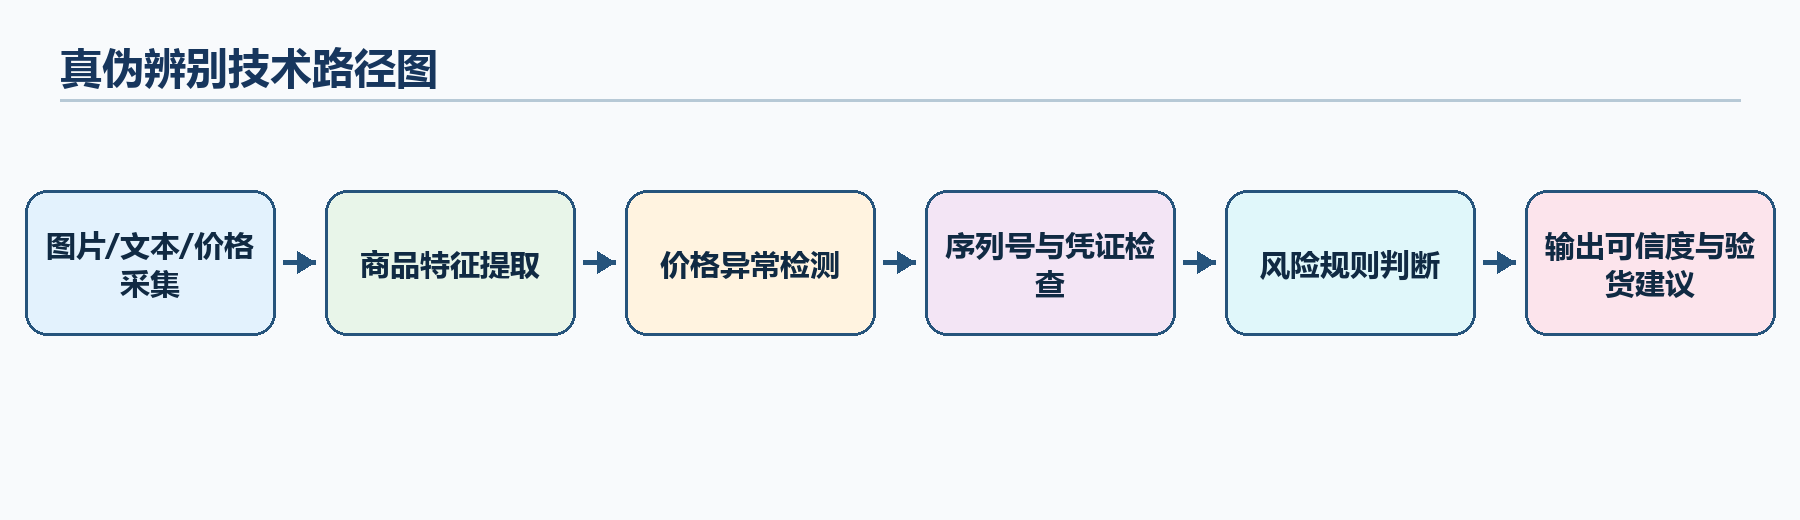 真伪辨别技术路径图
图片/文本/价格
采集
商品特征提取
价格异常检测
序列号与凭证检
查
风险规则判断
输出可信度与验
货建议